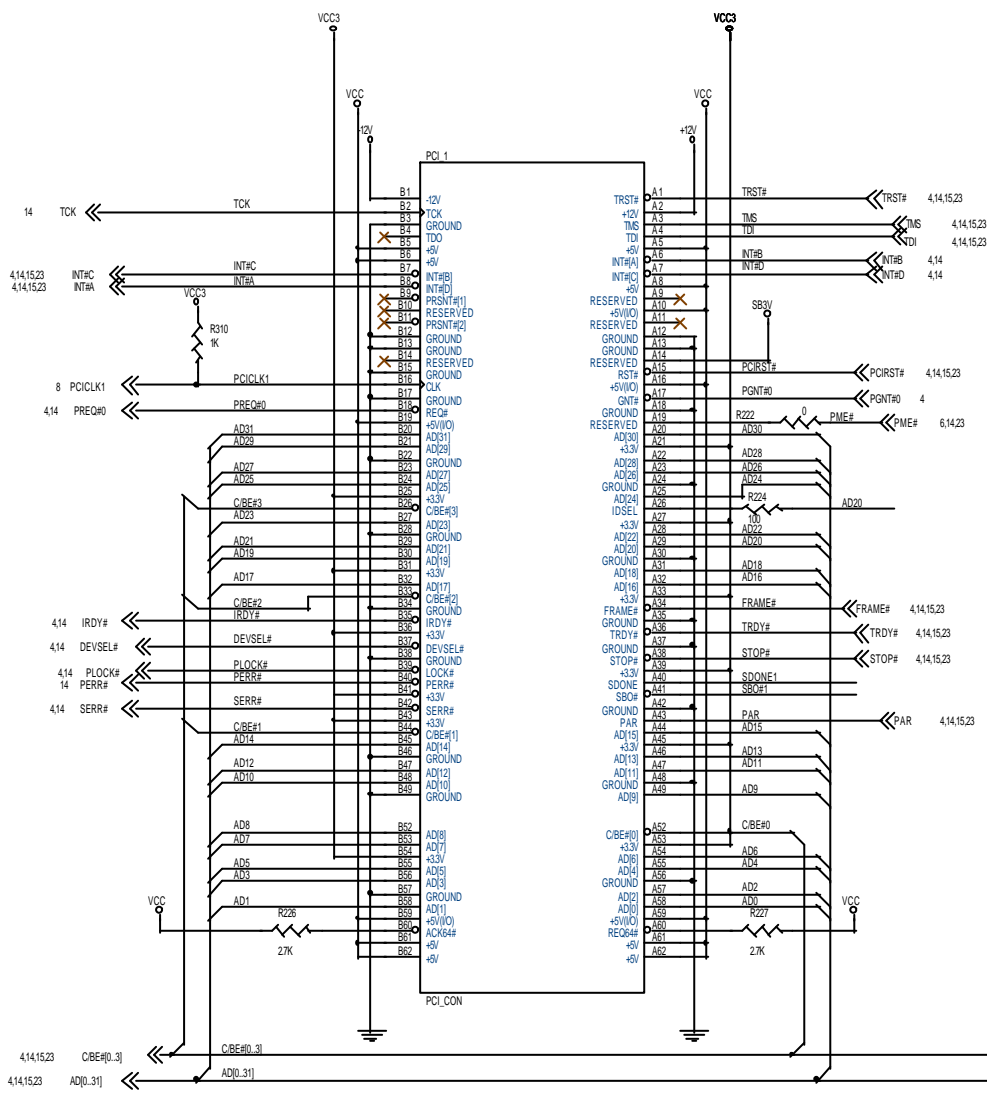 VCC3
VCC3
VCC
VCC
-12V
+12V
PCI_1
B1 -12V TRST# A1 TRST# TRST# 4,14,15,23
14 TCK TCK B2 TCK +12V A2
B3 GROUND TMS A3 TMS TMS 4,14,15,23
B4 TDO TDI A4 TDI TDI 4,14,15,23
B5 +5V +5V A5
B6 +5V INT#[A] A6 INT#B INT#B 4,14
4,14,15,23 INT#C INT#C B7 INT#[B] INT#[C] A7 INT#D INT#D 4,14
4,14,15,23 INT#A INT#A B8 INT#[D] +5V A8
VCC3 B9 PRSNT#[1] RESERVED A9
B10 RESERVED +5V(I/O) A10 SB3V
B11 PRSNT#[2] RESERVED A11
R310 B12 GROUND GROUND A12
1K B13 GROUND GROUND A13
B14 RESERVED RESERVED A14
B15 GROUND RST# A15 PCIRST# PCIRST# 4,14,15,23
8 PCICLK1 PCICLK1 B16 CLK +5V(I/O) A16
B17 GROUND GNT# A17 PGNT#0 PGNT#0 4
4,14 PREQ#0 PREQ#0 B18 REQ# GROUND A18
B19 +5V(I/O) RESERVED A19 R222 0 PME# PME# 6,14,23
AD31 B20 AD[31] AD[30] A20 AD30
AD29 B21 AD[29] +3.3V A21
B22 GROUND AD[28] A22 AD28
AD27 B23 AD[27] AD[26] A23 AD26
AD25 B24 AD[25] GROUND A24 AD24
B25 +3.3V AD[24] A25 R224
C/BE#3 B26 C/BE#[3] IDSEL A26 100 AD20
AD23 B27 AD[23] +3.3V A27
B28 GROUND AD[22] A28 AD22
AD21 B29 AD[21] AD[20] A29 AD20
AD19 B30 AD[19] GROUND A30
B31 +3.3V AD[18] A31 AD18
AD17 B32 AD[17] AD[16] A32 AD16
C/BE#2 B33 C/BE#[2] +3.3V A33
B34 GROUND FRAME# A34 FRAME# FRAME# 4,14,15,23
4,14 IRDY# IRDY# B35 IRDY# GROUND A35
B36 +3.3V TRDY# A36 TRDY# TRDY# 4,14,15,23
4,14 DEVSEL# DEVSEL# B37 DEVSEL# GROUND A37
B38 GROUND STOP# A38 STOP# STOP# 4,14,15,23
4,14 PLOCK# PLOCK# B39 LOCK# +3.3V A39
14 PERR# PERR# B40 PERR# SDONE A40 SDONE1
B41 +3.3V SBO# A41 SBO#1
4,14 SERR# SERR# B42 SERR# GROUND A42
B43 +3.3V PAR A43 PAR PAR 4,14,15,23
C/BE#1 B44 C/BE#[1] AD[15] A44 AD15
AD14 B45 AD[14] +3.3V A45
B46 GROUND AD[13] A46 AD13
AD12 B47 AD[12] AD[11] A47 AD11
AD10 B48 AD[10] GROUND A48
B49 GROUND AD[9] A49 AD9
AD8 B52 AD[8] C/BE#[0] A52 C/BE#0
AD7 B53 AD[7] +3.3V A53
B54 +3.3V AD[6] A54 AD6
AD5 B55 AD[5] AD[4] A55 AD4
AD3 B56 AD[3] GROUND A56
B57 GROUND AD[2] A57 AD2
AD1 B58 AD[1] AD[0] A58 AD0
VCC R226 B59 +5V(I/O) +5V(I/O) A59 R227 VCC
2.7K B60 ACK64# REQ64# A60 2.7K
B61 +5V +5V A61
B62 +5V +5V A62
PCI_CON
4,14,15,23 C/BE#[0..3] C/BE#[0..3]
4,14,15,23 AD[0..31] AD[0..31]